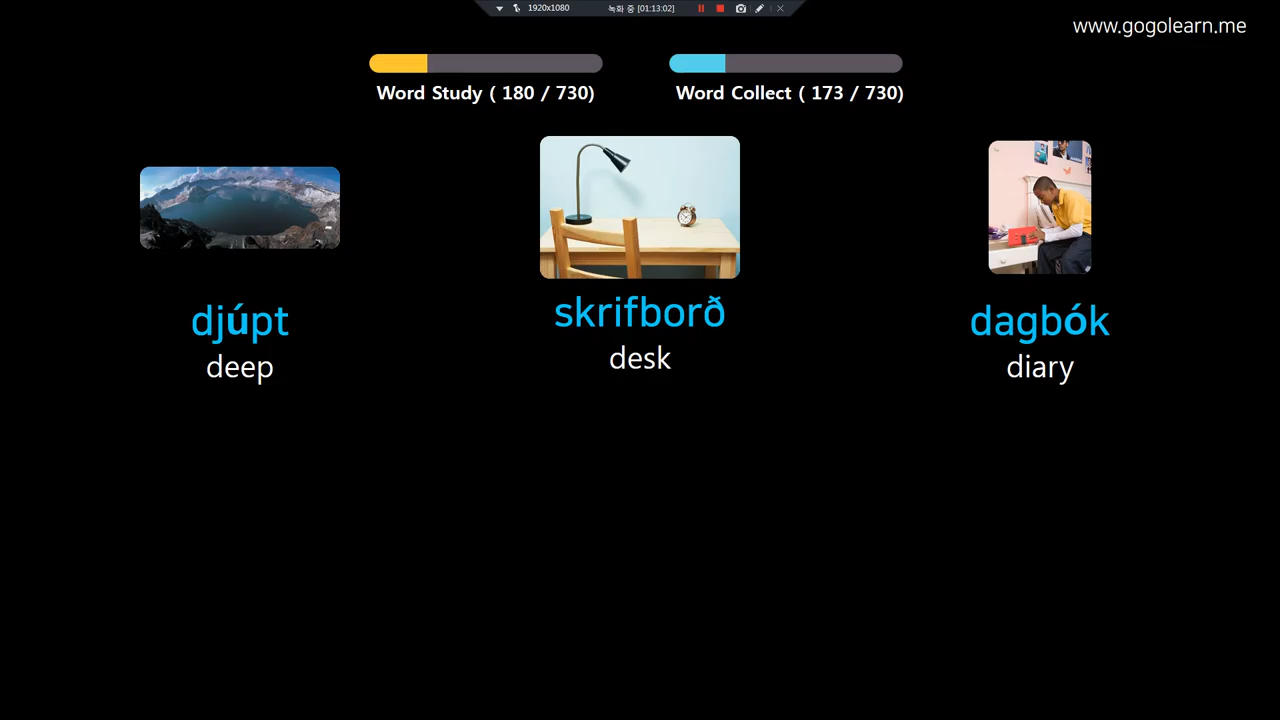 1920x1080 녹화 중 [01:13:02]
www.gogolearn.me
Word Study ( 180 / 730) Word Collect ( 173 / 730)
djúpt
deep
skrifborð
desk
dagbók
diary